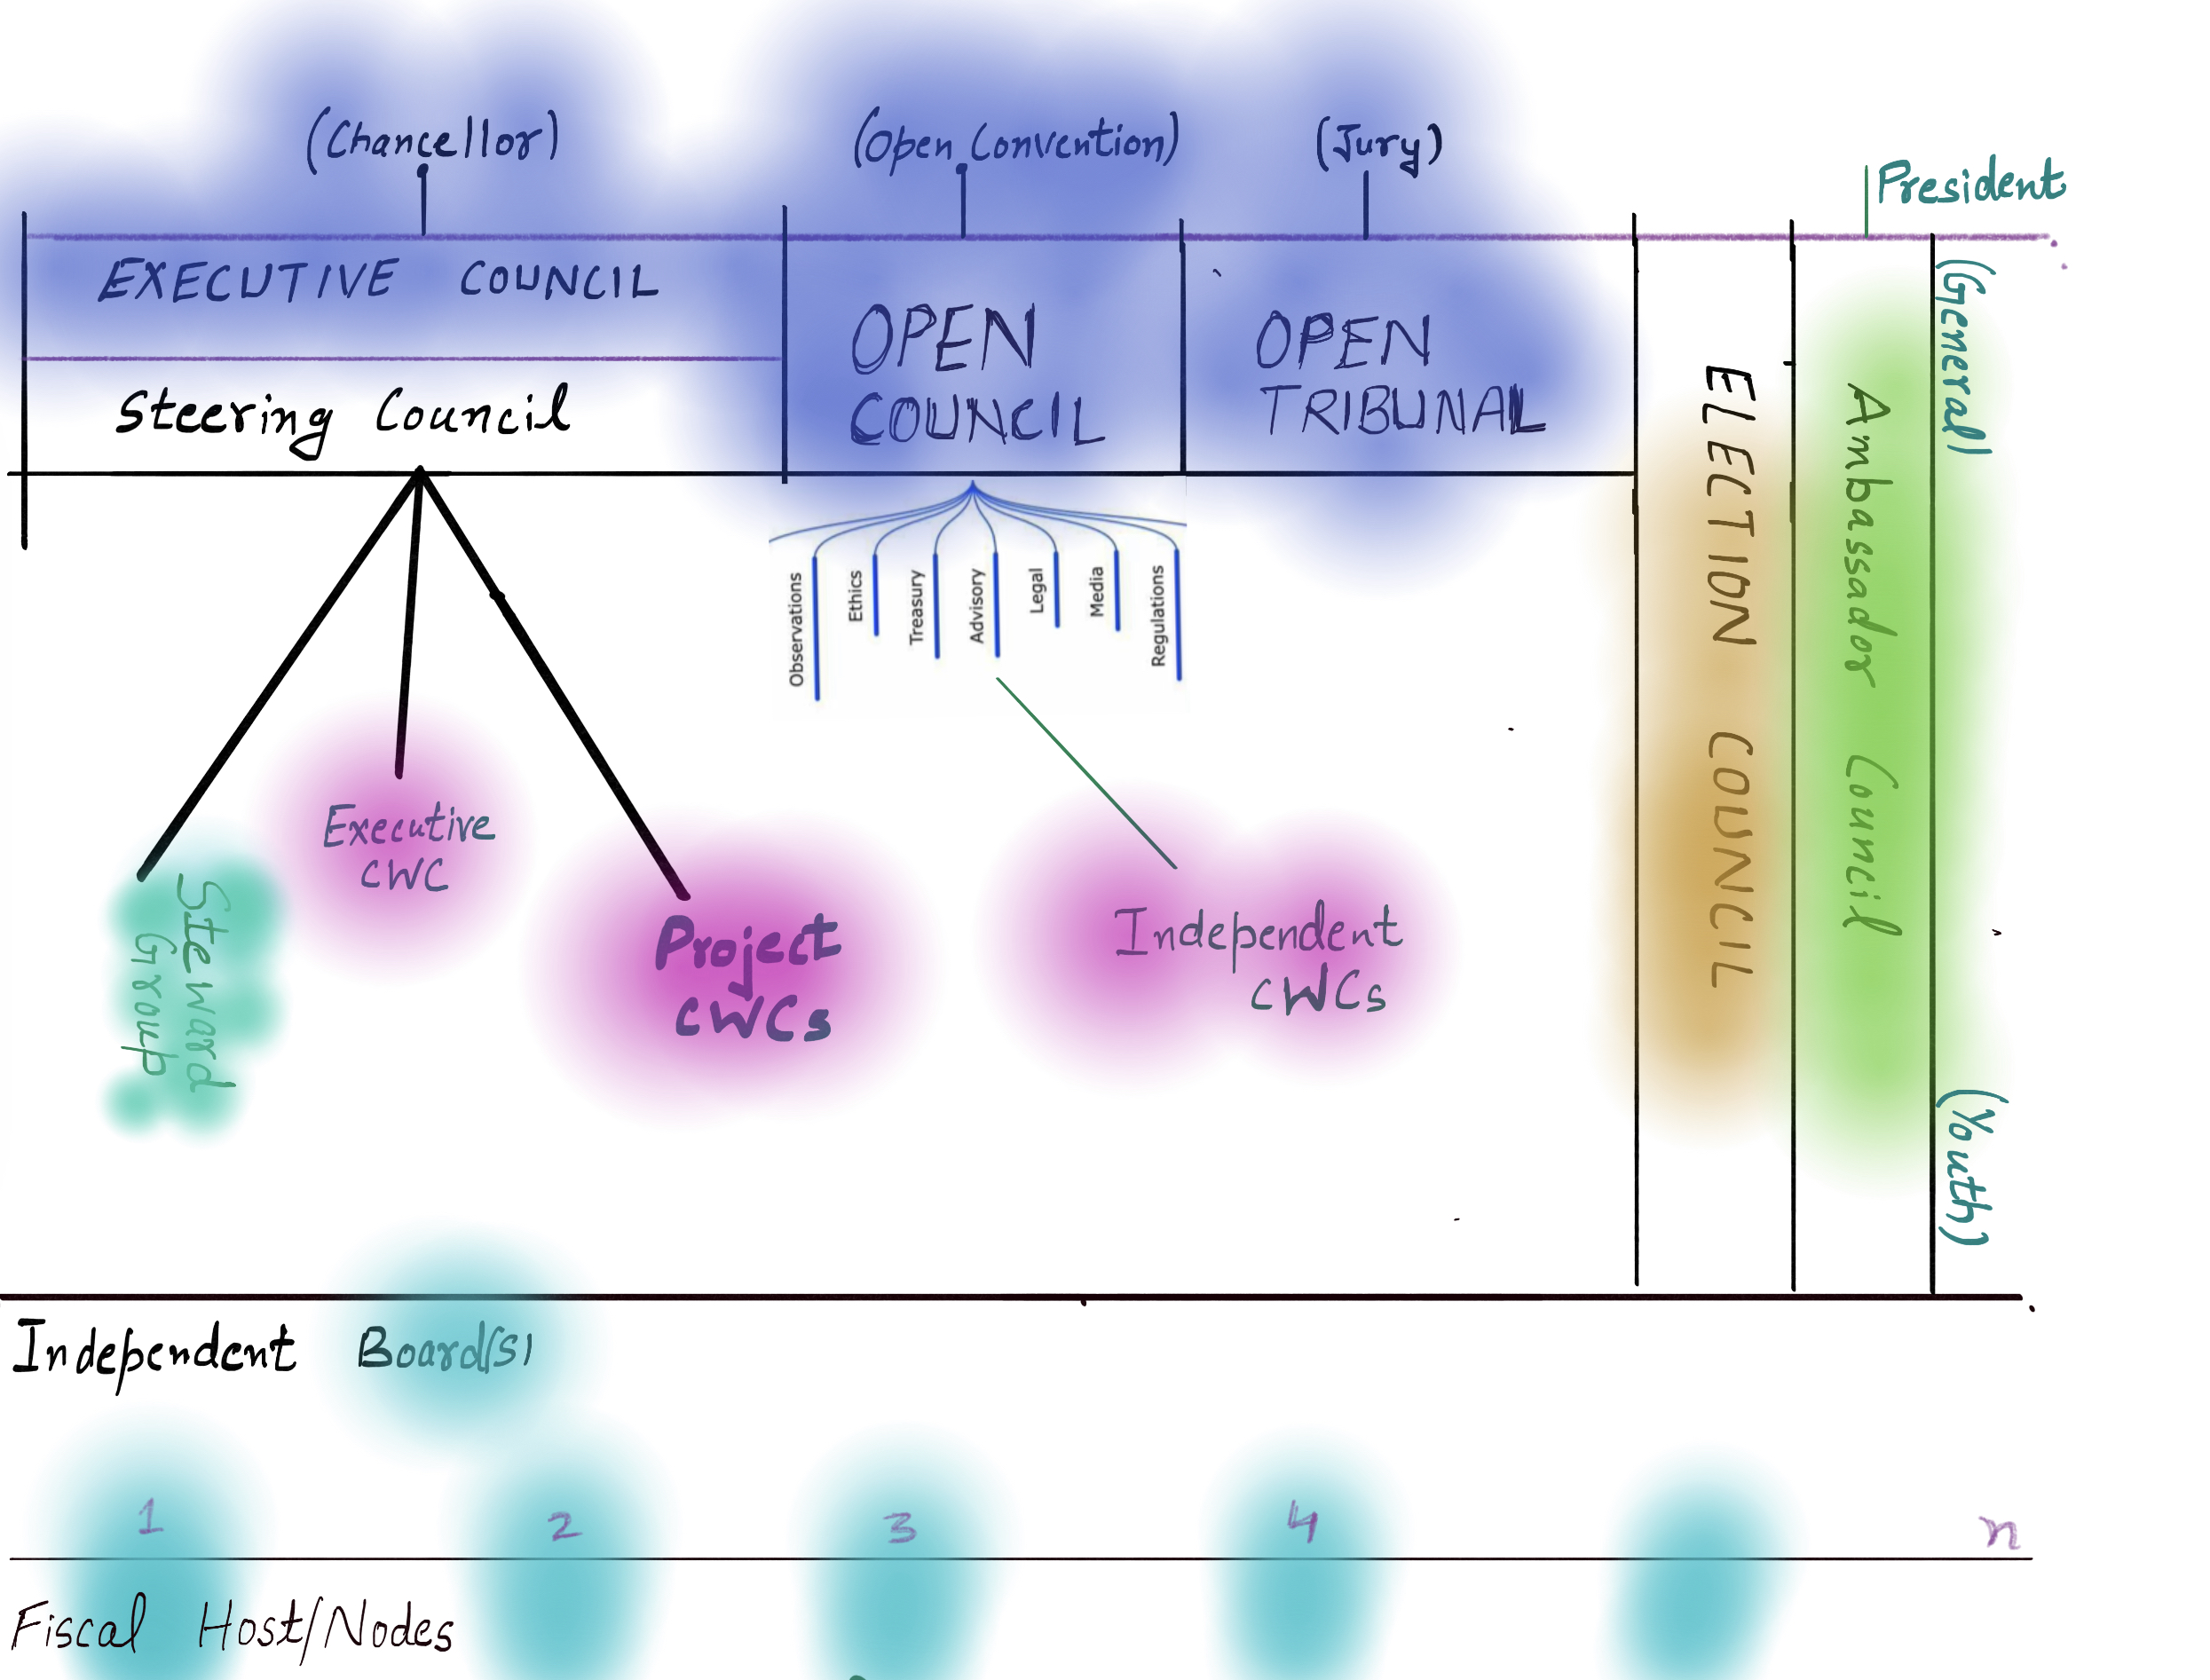 (Chancellor)
(Open Convention)
(Jury)
President
EXECUTIVE COUNCIL
Steering Council
OPEN
COUNCIL
OPEN
TRIBUNAL
ELECTION COUNCIL
Ambassador Council
(General)
(Youth)
Observations
Ethics
Treasury
Advisory
Legal
Media
Regulations
Steward
Group
Executive
CWC
Project
CWCs
Independent
CWCs
Independent Board(s)
1
2
3
4
n
Fiscal Host/Nodes